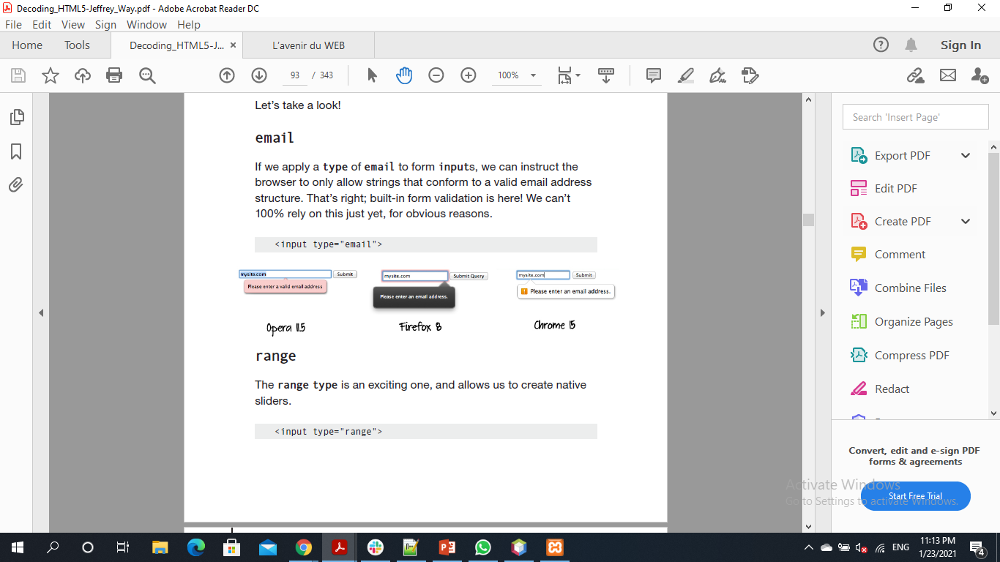 Decoding_HTML5-Jeffrey_Way.pdf - Adobe Acrobat Reader DC
File Edit View Sign Window Help
Home Tools Decoding_HTML5-J... × L'avenir du WEB Sign In
93 / 343 100%
Let's take a look!
email
If we apply a type of email to form inputs, we can instruct the
browser to only allow strings that conform to a valid email address
structure. That's right; built-in form validation is here! We can't
100% rely on this just yet, for obvious reasons.
<input type="email">
mysite.com Submit
Please enter a valid email address
mysite.com Submit Query
Please enter an email address.
mysite.com Submit
Please enter an email address.
Opera 11.5 Firefox 8 Chrome 15
range
The range type is an exciting one, and allows us to create native
sliders.
<input type="range">
Search 'Insert Page'
Export PDF
Edit PDF
Create PDF
Comment
Combine Files
Organize Pages
Compress PDF
Redact
Convert, edit and e-sign PDF
forms & agreements
Start Free Trial
Activate Windows
Go to Settings to activate Windows.
ENG 11:13 PM
1/23/2021
4